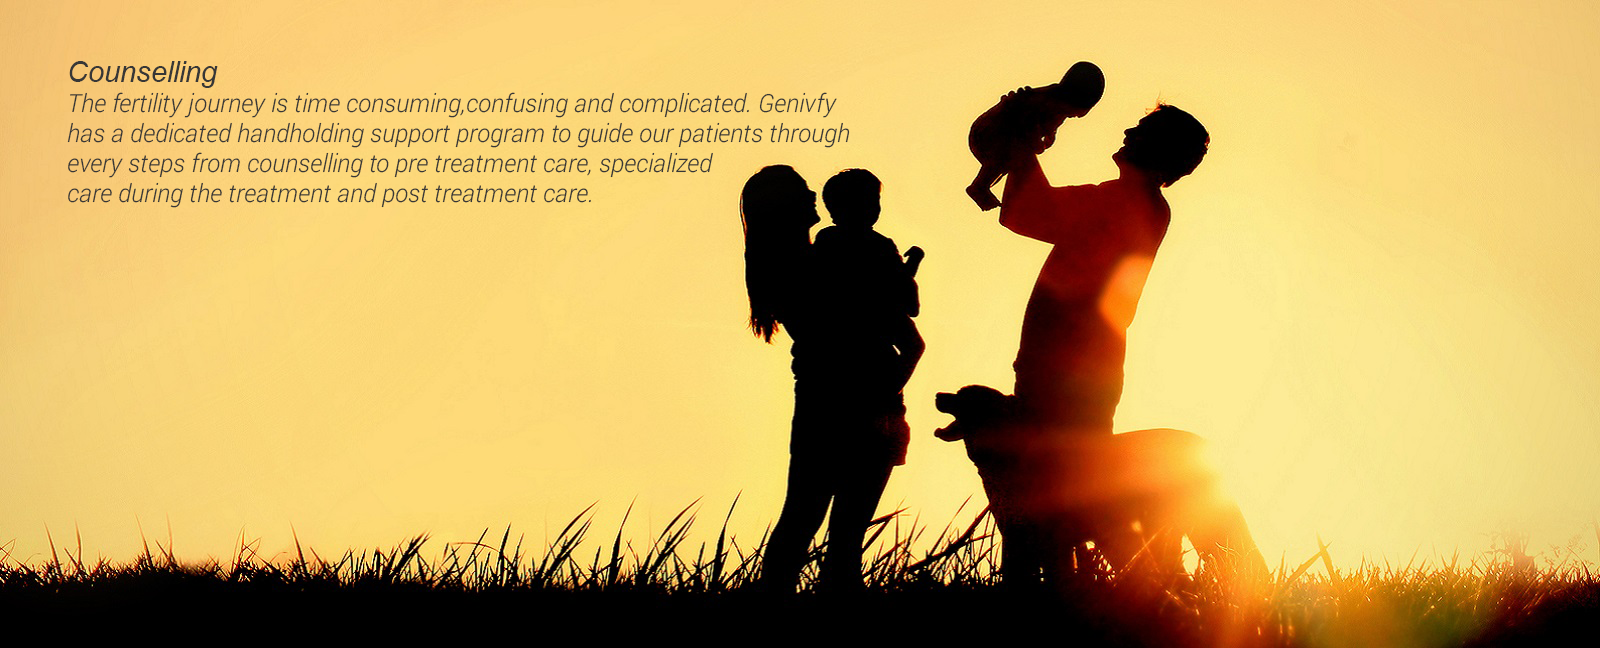 Counselling
The fertility journey is time consuming,confusing and complicated. Genivfy
has a dedicated handholding support program to guide our patients through
every steps from counselling to pre treatment care, specialized
care during the treatment and post treatment care.